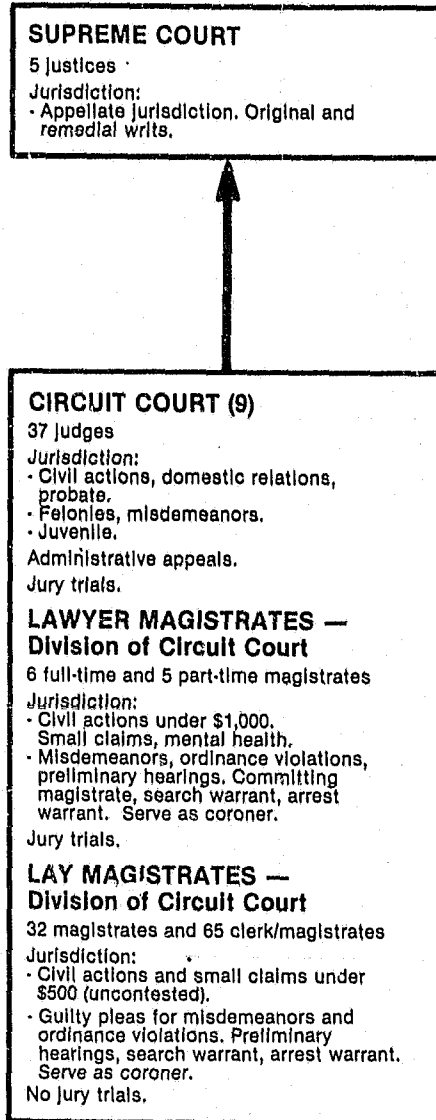 SUPREME COURT
5 justices
Jurisdiction:
- Appellate jurisdiction. Original and
remedial writs.
CIRCUIT COURT (9)
37 judges
Jurisdiction:
- Civil actions, domestic relations,
probate.
- Felonies, misdemeanors.
- Juvenile.
Administrative appeals.
Jury trials.
LAWYER MAGISTRATES —
Division of Circuit Court
6 full-time and 5 part-time magistrates
Jurisdiction:
- Civil actions under $1,000.
Small claims, mental health.
- Misdemeanors, ordinance violations,
preliminary hearings. Committing
magistrate, search warrant, arrest
warrant. Serve as coroner.
Jury trials.
LAY MAGISTRATES —
Division of Circuit Court
32 magistrates and 65 clerk/magistrates
Jurisdiction:
- Civil actions and small claims under
$500 (uncontested).
- Guilty pleas for misdemeanors and
ordinance violations. Preliminary
hearings, search warrant, arrest warrant.
Serve as coroner.
No jury trials.